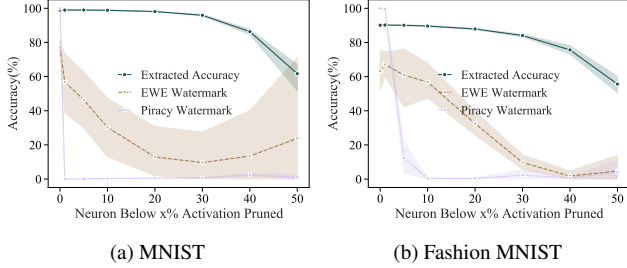 100
80
60
40
20
0
Accuracy(%)
Extracted Accuracy
EWE Watermark
Piracy Watermark
0 10 20 30 40 50
Neuron Below x% Activation Pruned
(a) MNIST
100
80
60
40
20
0
Accuracy(%)
Extracted Accuracy
EWE Watermark
Piracy Watermark
0 10 20 30 40 50
Neuron Below x% Activation Pruned
(b) Fashion MNIST